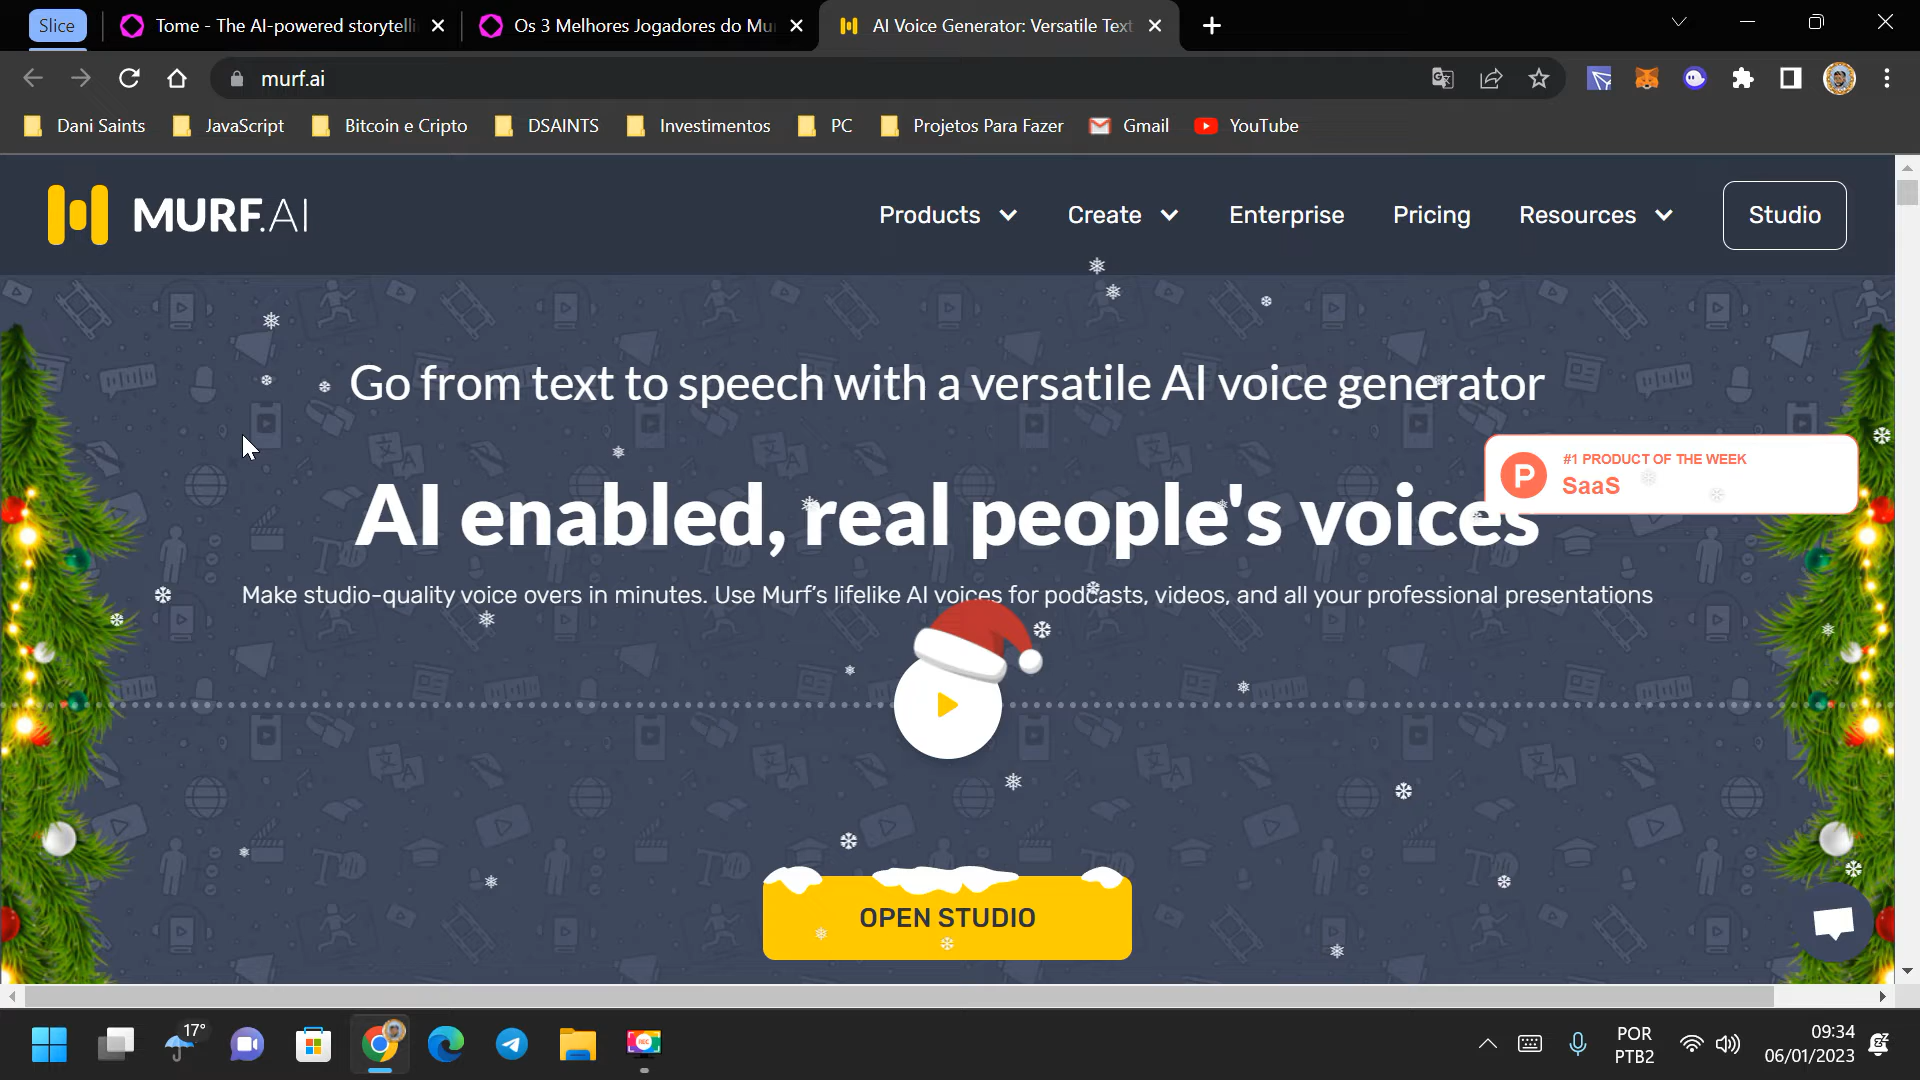 Slice
Tome - The AI-powered storytelli
Os 3 Melhores Jogadores do Mu
AI Voice Generator: Versatile Text
murf.ai
Dani Saints
JavaScript
Bitcoin e Cripto
DSAINTS
Investimentos
PC
Projetos Para Fazer
Gmail
YouTube
MURF.AI
Products
Create
Enterprise
Pricing
Resources
Studio
Go from text to speech with a versatile AI voice generator
#1 PRODUCT OF THE WEEK
SaaS
AI enabled, real people's voices
Make studio-quality voice overs in minutes. Use Murf’s lifelike AI voices for podcasts, videos, and all your professional presentations
OPEN STUDIO
17°
POR
PTB2
09:34
06/01/2023